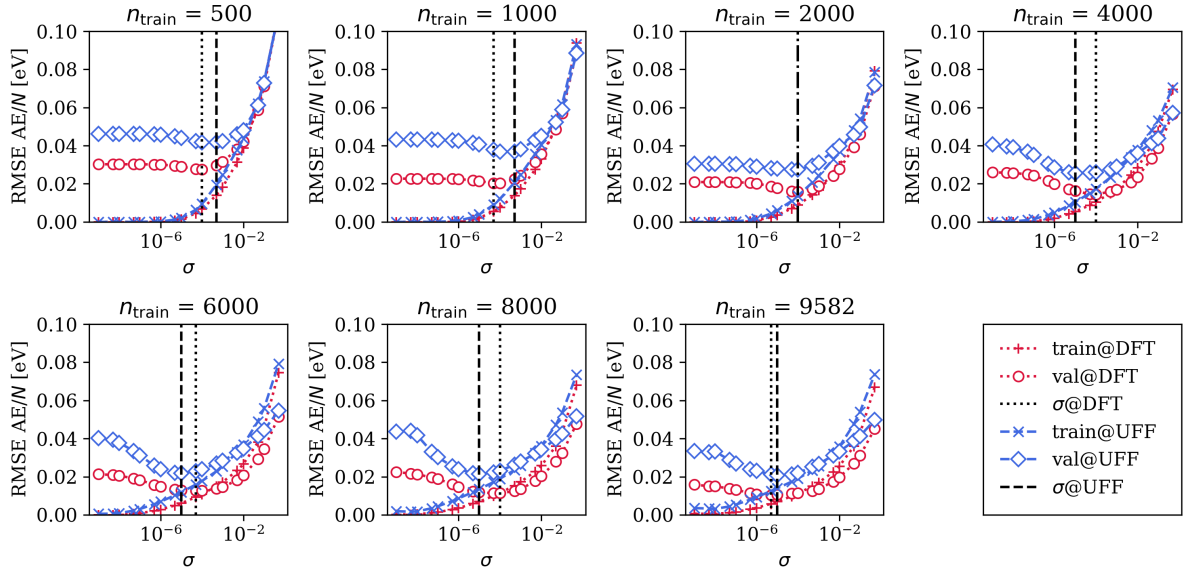 n_train = 500
n_train = 1000
n_train = 2000
n_train = 4000
RMSE AE/N [eV]
0.10
0.08
0.06
0.04
0.02
0.00
10⁻⁶
10⁻²
σ
RMSE AE/N [eV]
0.10
0.08
0.06
0.04
0.02
0.00
10⁻⁶
10⁻²
σ
RMSE AE/N [eV]
0.10
0.08
0.06
0.04
0.02
0.00
10⁻⁶
10⁻²
σ
RMSE AE/N [eV]
0.10
0.08
0.06
0.04
0.02
0.00
10⁻⁶
10⁻²
σ
n_train = 6000
n_train = 8000
n_train = 9582
RMSE AE/N [eV]
0.10
0.08
0.06
0.04
0.02
0.00
10⁻⁶
10⁻²
σ
RMSE AE/N [eV]
0.10
0.08
0.06
0.04
0.02
0.00
10⁻⁶
10⁻²
σ
RMSE AE/N [eV]
0.10
0.08
0.06
0.04
0.02
0.00
10⁻⁶
10⁻²
σ
train@DFT
val@DFT
σ@DFT
train@UFF
val@UFF
σ@UFF